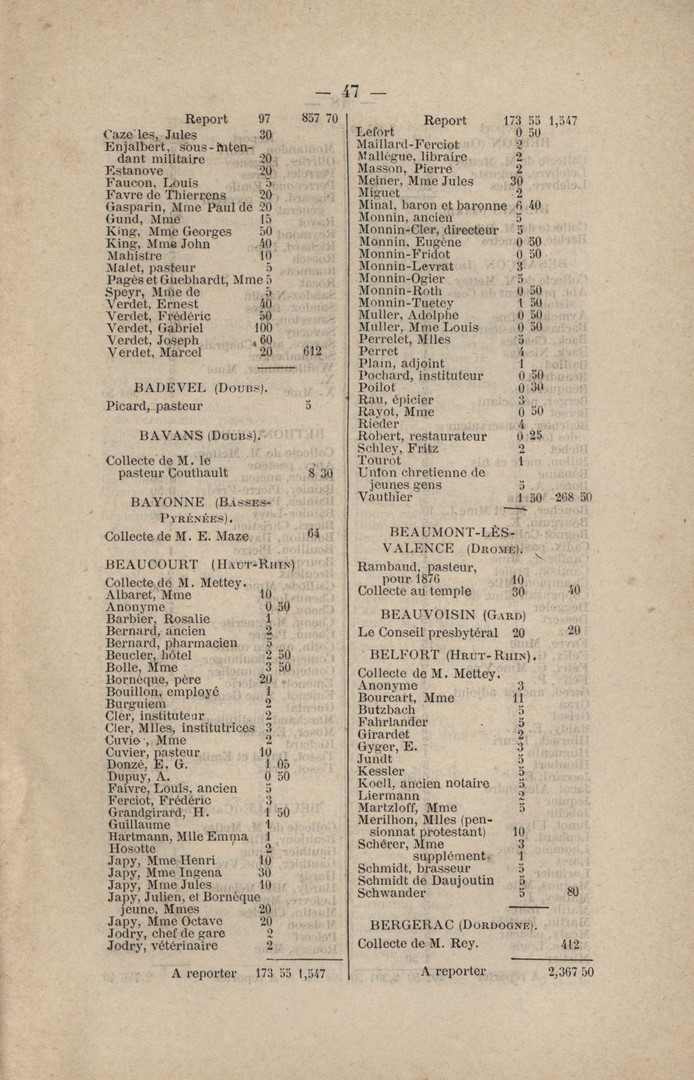 — 47 —
Report 97 857 70
Cazelles, Jules 30
Enjalbert, sous-inten-
dant militaire 20
Estanove 20
Faucon, Louis 5
Favre de Thierrens 20
Gasparin, Mme Paul de 20
Gund, Mme 15
King, Mme Georges 50
King, Mme John 40
Mahistre 10
Malet, pasteur 5
Pagès et Guebhardt, Mme 5
Speyr, Mme de 5
Verdet, Ernest 40
Verdet, Frédéric 50
Verdet, Gabriel 100
Verdet, Joseph 60
Verdet, Marcel 20 612
BADEVEL (Doubs).
Picard, pasteur 5
BAVANS (Doubs).
Collecte de M. le
pasteur Couthault 8 30
BAYONNE (Basses-
Pyrénées).
Collecte de M. E. Maze 64
BEAUCOURT (Haut-Rhin)
Collecte de M. Mettey.
Albaret, Mme 10
Anonyme 0 50
Barbier, Rosalie 1
Bernard, ancien 2
Bernard, pharmacien 5
Beucler, hôtel 2 50
Bolle, Mme 3 50
Bornèque, père 20
Bouillon, employé 1
Burguiem 2
Cler, instituteur 2
Cler, Mlles, institutrices 3
Cuvie, Mme 2
Cuvier, pasteur 10
Donzé, E. G. 1 05
Dupuy, A. 0 50
Faivre, Louis, ancien 5
Ferciot, Frédéric 3
Grandgirard, H. 1 50
Guillaume 1
Hartmann, Mlle Emma 1
Hosotte 2
Japy, Mme Henri 10
Japy, Mme Ingena 30
Japy, Mme Jules 10
Japy, Julien, et Bornèque
jeune, Mmes 20
Japy, Mme Octave 20
Jodry, chef de gare 2
Jodry, vétérinaire 2
A reporter 173 55 1,547
Report 173 55 1,547
Lefort 0 50
Maillard-Ferciot 2
Mallègue, libraire 2
Masson, Pierre 2
Meiner, Mme Jules 30
Miguet 2
Minal, baron et baronne 6 40
Monnin, ancien 5
Monnin-Cler, directeur 5
Monnin, Eugène 0 50
Monnin-Fridot 0 50
Monnin-Levrat 3
Monnin-Ogier 5
Monnin-Roth 0 50
Monnin-Tuetey 1 50
Muller, Adolphe 0 50
Muller, Mme Louis 0 50
Perrelet, Mlles 5
Perret 4
Plain, adjoint 1
Pochard, instituteur 0 50
Poilot 0 30
Rau, épicier 3
Rayot, Mme 0 50
Rieder 4
Robert, restaurateur 0 25
Schley, Fritz 2
Tourot 1
Union chretienne de
jeunes gens 5
Vauthier 1 50 268 50
BEAUMONT-LÈS-
VALENCE (Drome).
Rambaud, pasteur,
pour 1876 10
Collecte au temple 30 40
BEAUVOISIN (Gard)
Le Conseil presbytéral 20 20
BELFORT (Hrut-Rhin).
Collecte de M. Mettey.
Anonyme 3
Bourcart, Mme 11
Butzbach 5
Fahrlander 5
Girardet 2
Gyger, E. 3
Jundt 5
Kessler 5
Koell, ancien notaire 5
Liermann 2
Martzloff, Mme 5
Merilhon, Mlles (pen-
sionnat protestant) 10
Schérer, Mme 3
supplément 1
Schmidt, brasseur 5
Schmidt de Daujoutin 5
Schwander 5 80
BERGERAC (Dordogne).
Collecte de M. Rey. 412
A reporter 2,367 50